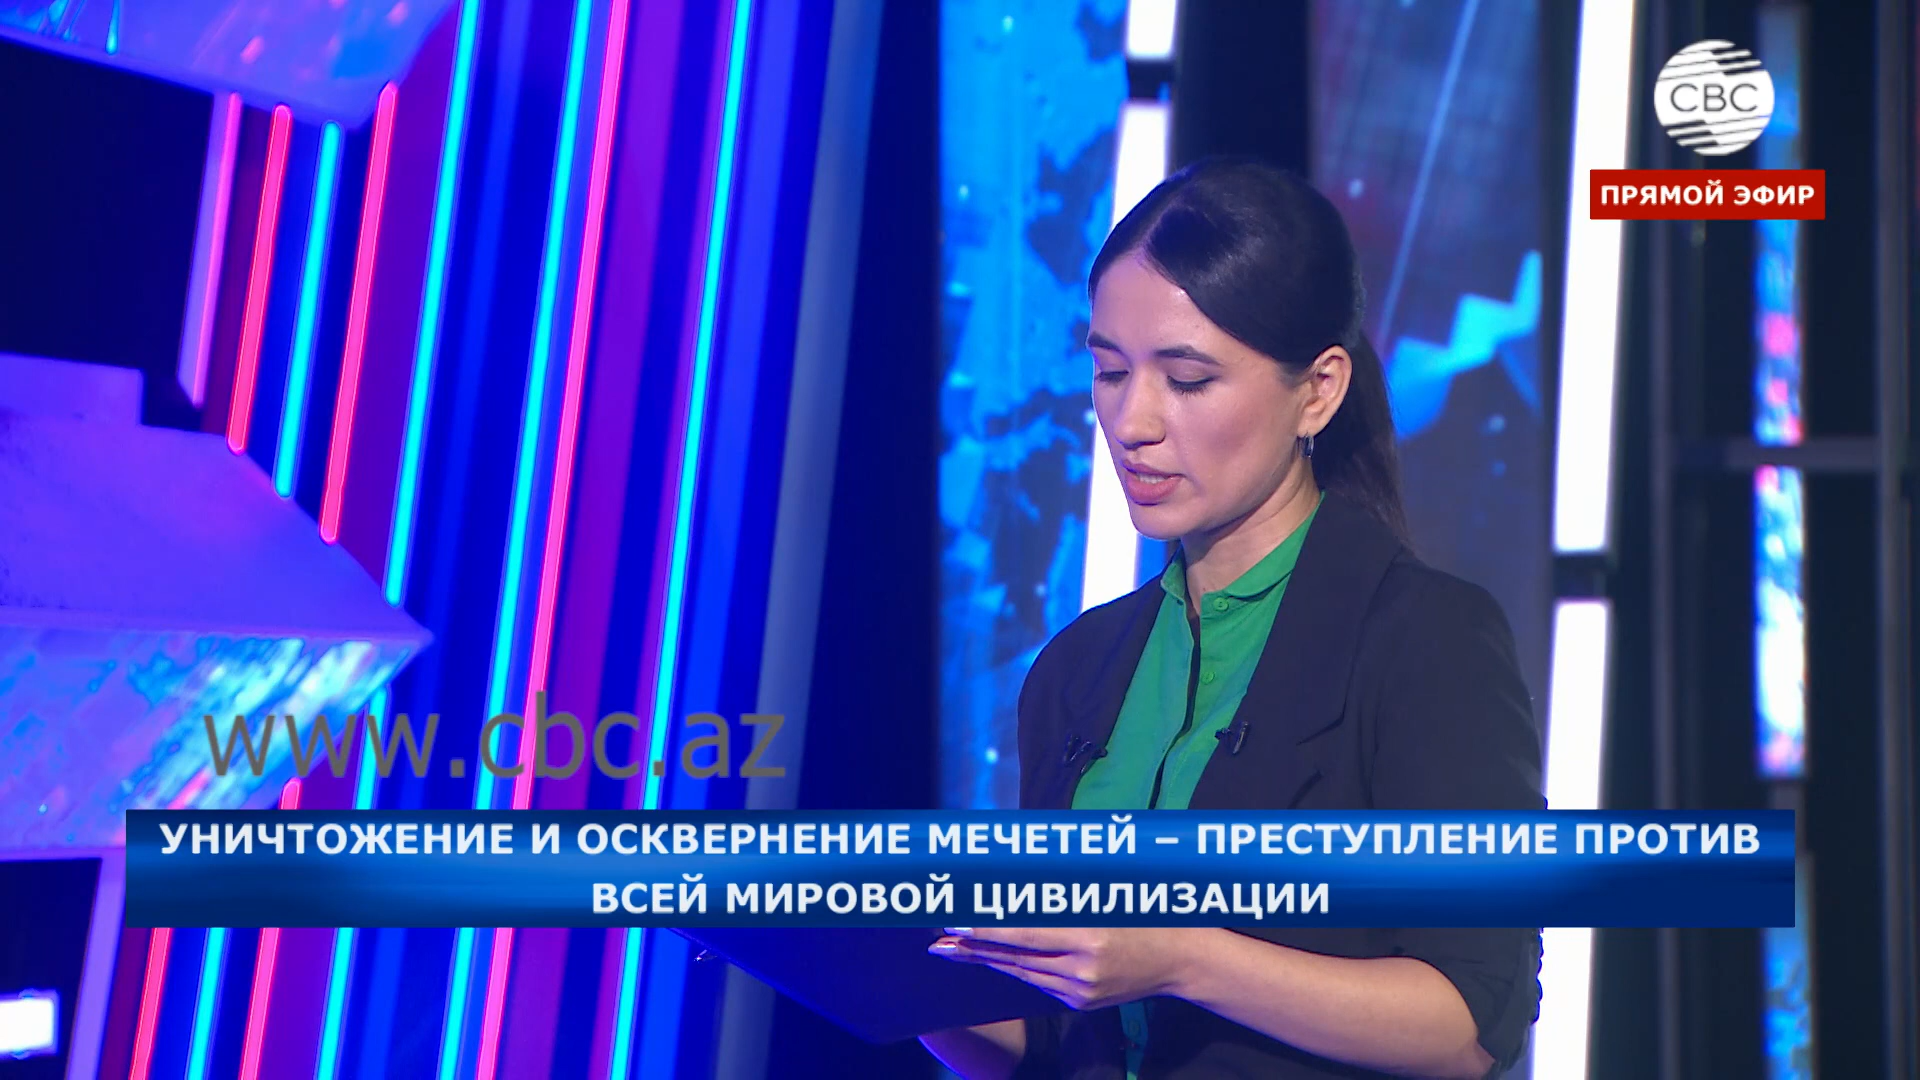 CBC
ПРЯМОЙ ЭФИР
www.cbc.az
УНИЧТОЖЕНИЕ И ОСКВЕРНЕНИЕ МЕЧЕТЕЙ – ПРЕСТУПЛЕНИЕ ПРОТИВ
ВСЕЙ МИРОВОЙ ЦИВИЛИЗАЦИИ